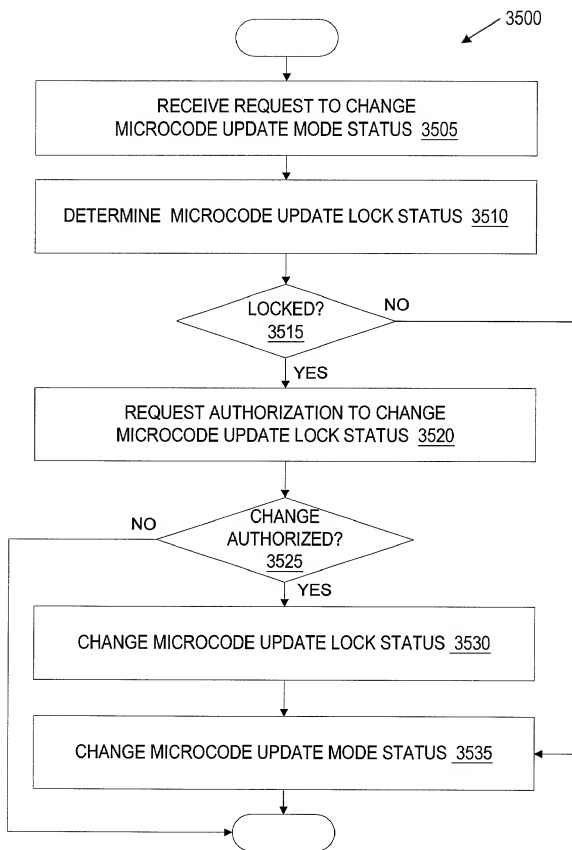 3500
RECEIVE REQUEST TO CHANGE
MICROCODE UPDATE MODE STATUS 3505
DETERMINE MICROCODE UPDATE LOCK STATUS 3510
LOCKED?
3515
NO
YES
REQUEST AUTHORIZATION TO CHANGE
MICROCODE UPDATE LOCK STATUS 3520
NO
CHANGE
AUTHORIZED?
3525
YES
CHANGE MICROCODE UPDATE LOCK STATUS 3530
CHANGE MICROCODE UPDATE MODE STATUS 3535